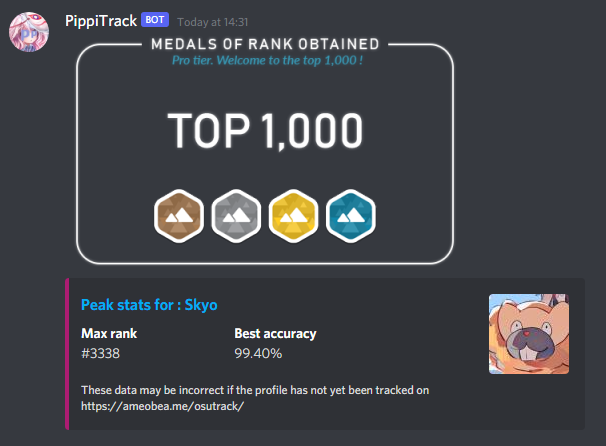 PippiTrack BOT Today at 14:31
MEDALS OF RANK OBTAINED
Pro tier. Welcome to the top 1,000 !
TOP 1,000
Peak stats for : Skyo
Max rank Best accuracy
#3338 99.40%
These data may be incorrect if the profile has not yet been tracked on
https://ameobea.me/osutrack/